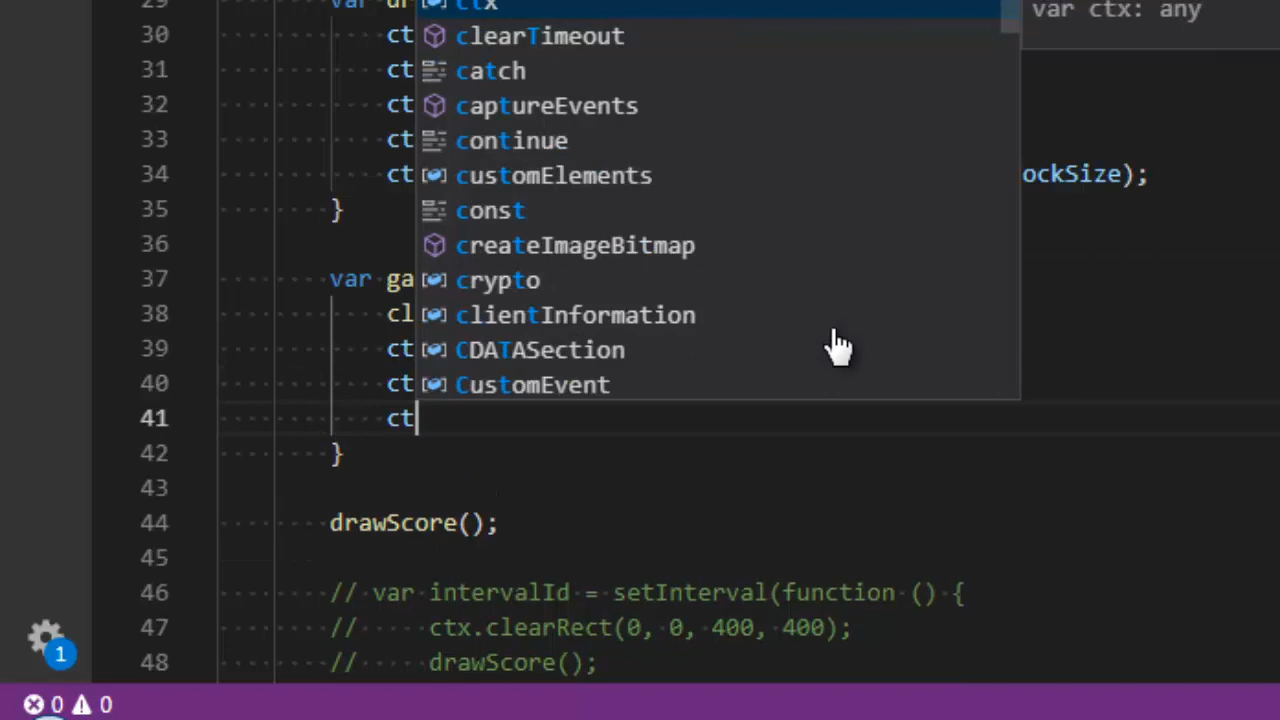 29 var dr ctx var ctx: any
30 ct clearTimeout
31 ct catch
32 ct captureEvents
33 ct continue
34 ct customElements ockSize);
35 } const
36 createImageBitmap
37 var ga crypto
38 cl clientInformation
39 ct CDATASection
40 ct CustomEvent
41 ct
42 }
43
44 drawScore();
45
46 // var intervalId = setInterval(function () {
47 // ctx.clearRect(0, 0, 400, 400);
48 // drawScore();
1
0 0